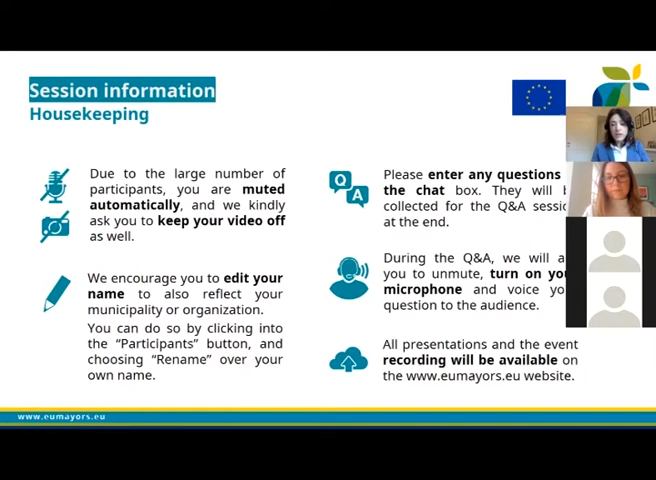 Session information
Housekeeping
Due to the large number of
participants, you are muted
automatically, and we kindly
ask you to keep your video off
as well.
We encourage you to edit your
name to also reflect your
municipality or organization.
You can do so by clicking into
the “Participants” button, and
choosing “Rename” over your
own name.
Q
A
Please enter any questions
the chat box. They will
collected for the Q&A
at the end.
During the Q&A, we will
you to unmute, turn on
microphone and voice
question to the audience.
All presentations and the event
recording will be available on
the www.eumayors.eu website.
www.eumayors.eu